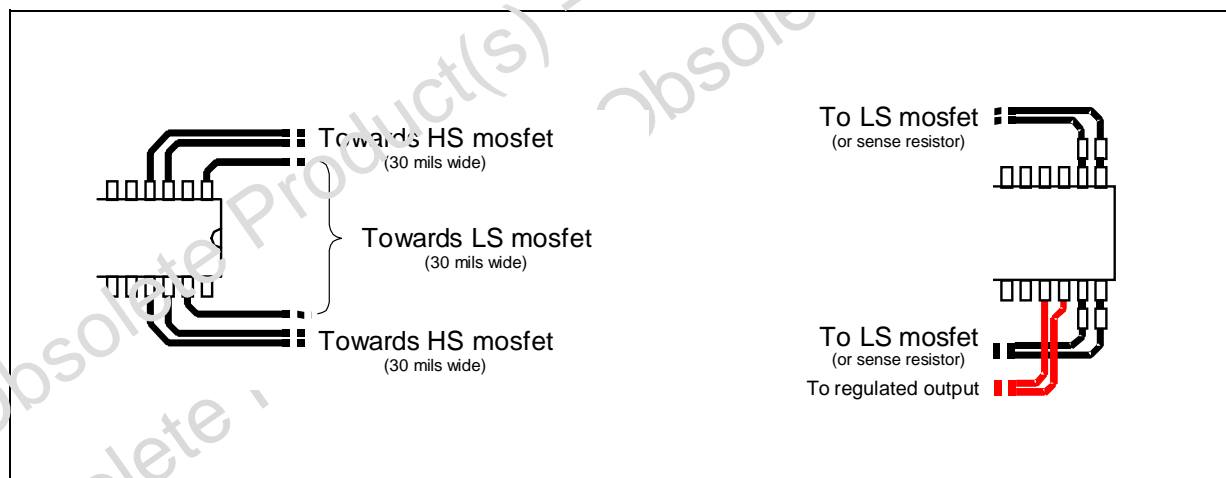 Obsolete Product(s) - Obsolete
Towards HS mosfet
(30 mils wide)
Towards LS mosfet
(30 mils wide)
Towards HS mosfet
(30 mils wide)
To LS mosfet
(or sense resistor)
To LS mosfet
(or sense resistor)
To regulated output